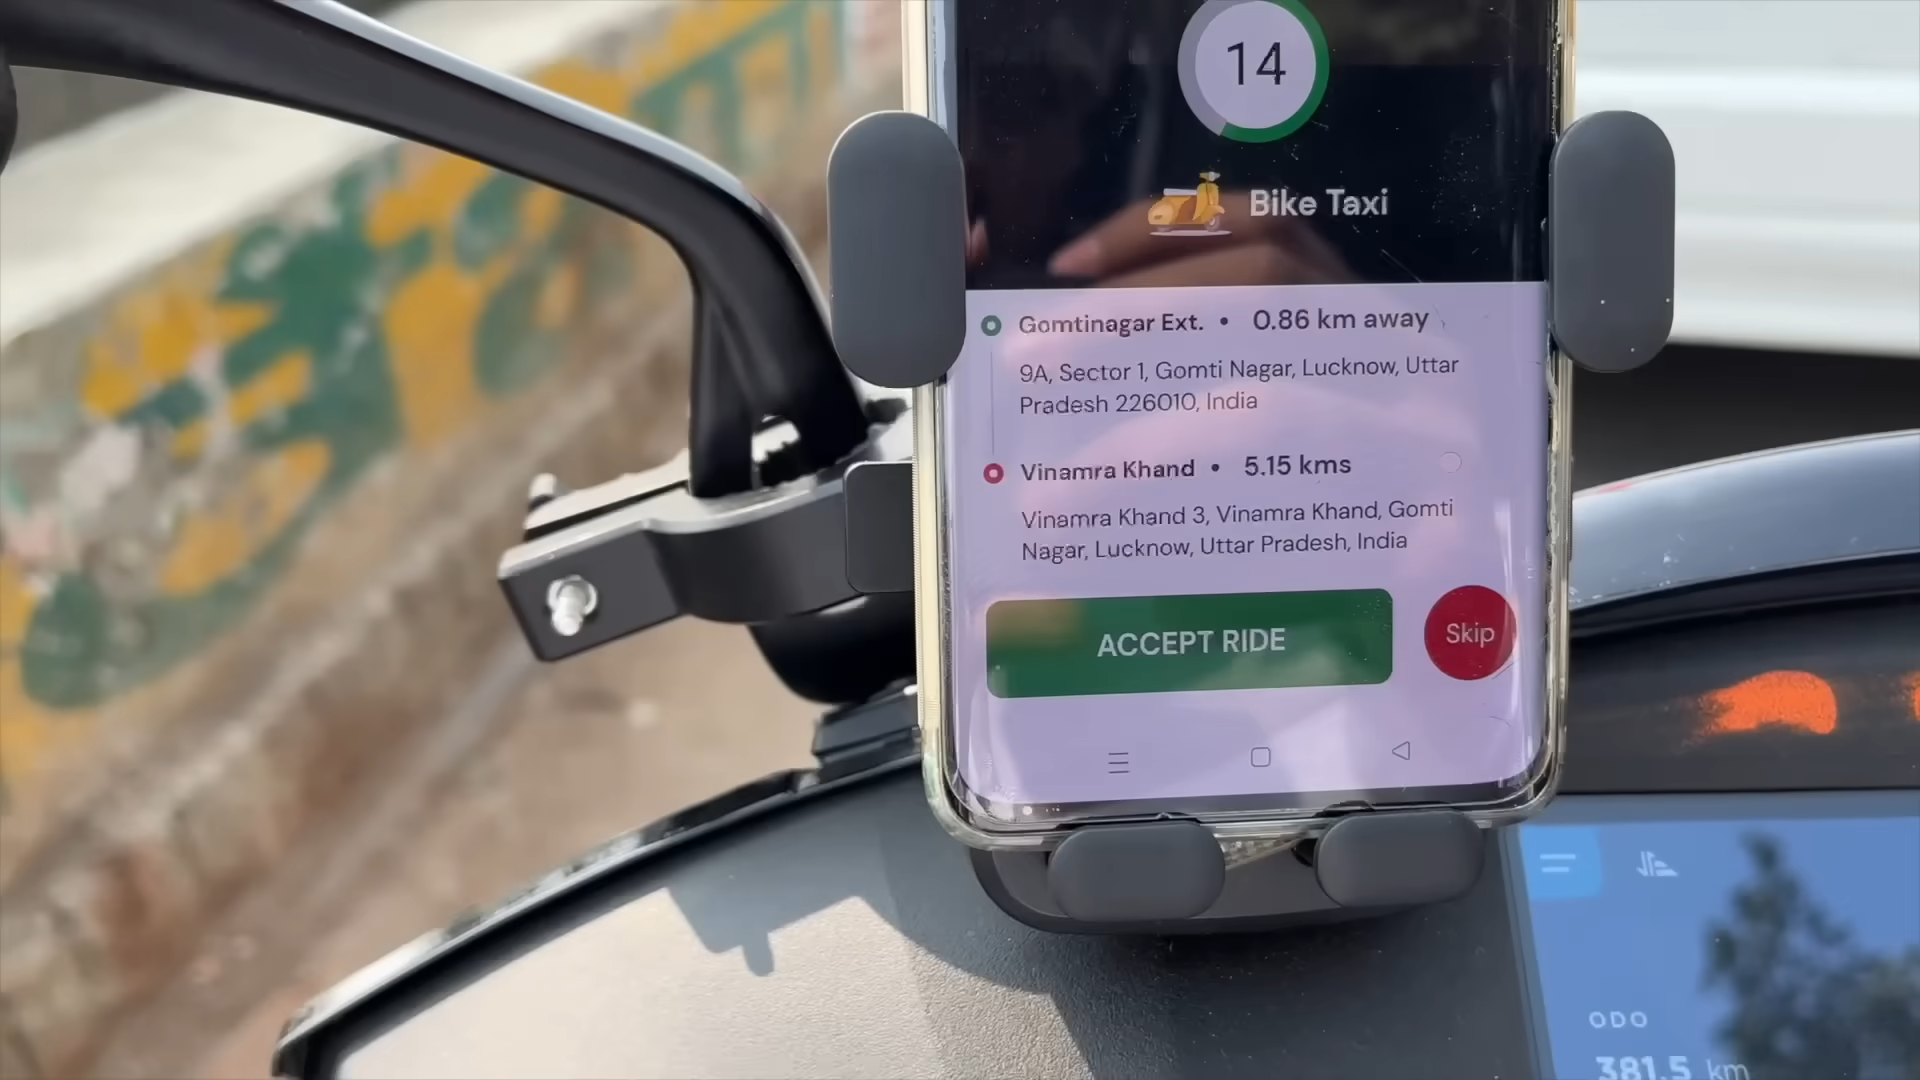 14
Bike Taxi
Gomtinagar Ext. • 0.86 km away
9A, Sector 1, Gomti Nagar, Lucknow, Uttar
Pradesh 226010, India
Vinamra Khand • 5.15 kms
Vinamra Khand 3, Vinamra Khand, Gomti
Nagar, Lucknow, Uttar Pradesh, India
ACCEPT RIDE
Skip
ODO
381.5 km